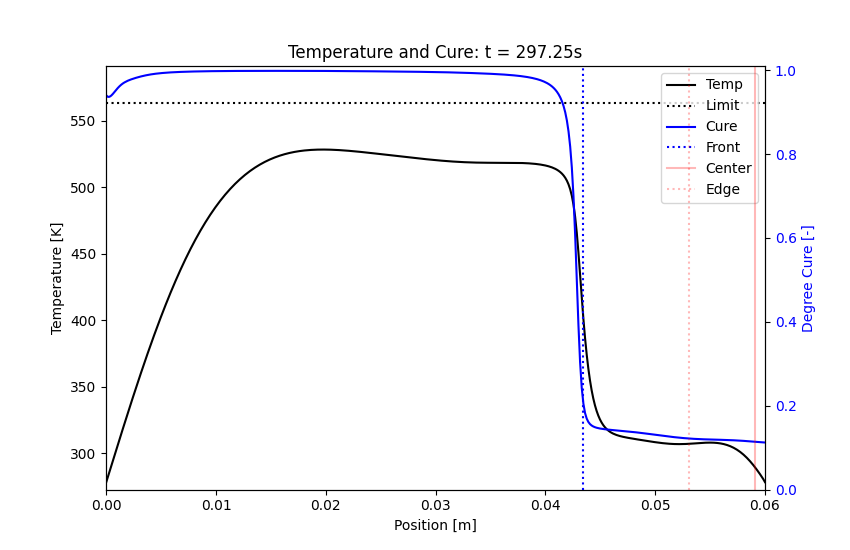 Temperature and Cure: t = 297.25s
Temperature [K]
550
500
450
400
350
300
Temp
Limit
Cure
Front
Center
Edge
1.0
0.8
0.6
0.4
0.2
0.0
Degree Cure [-]
0.00 0.01 0.02 0.03 0.04 0.05 0.06
Position [m]